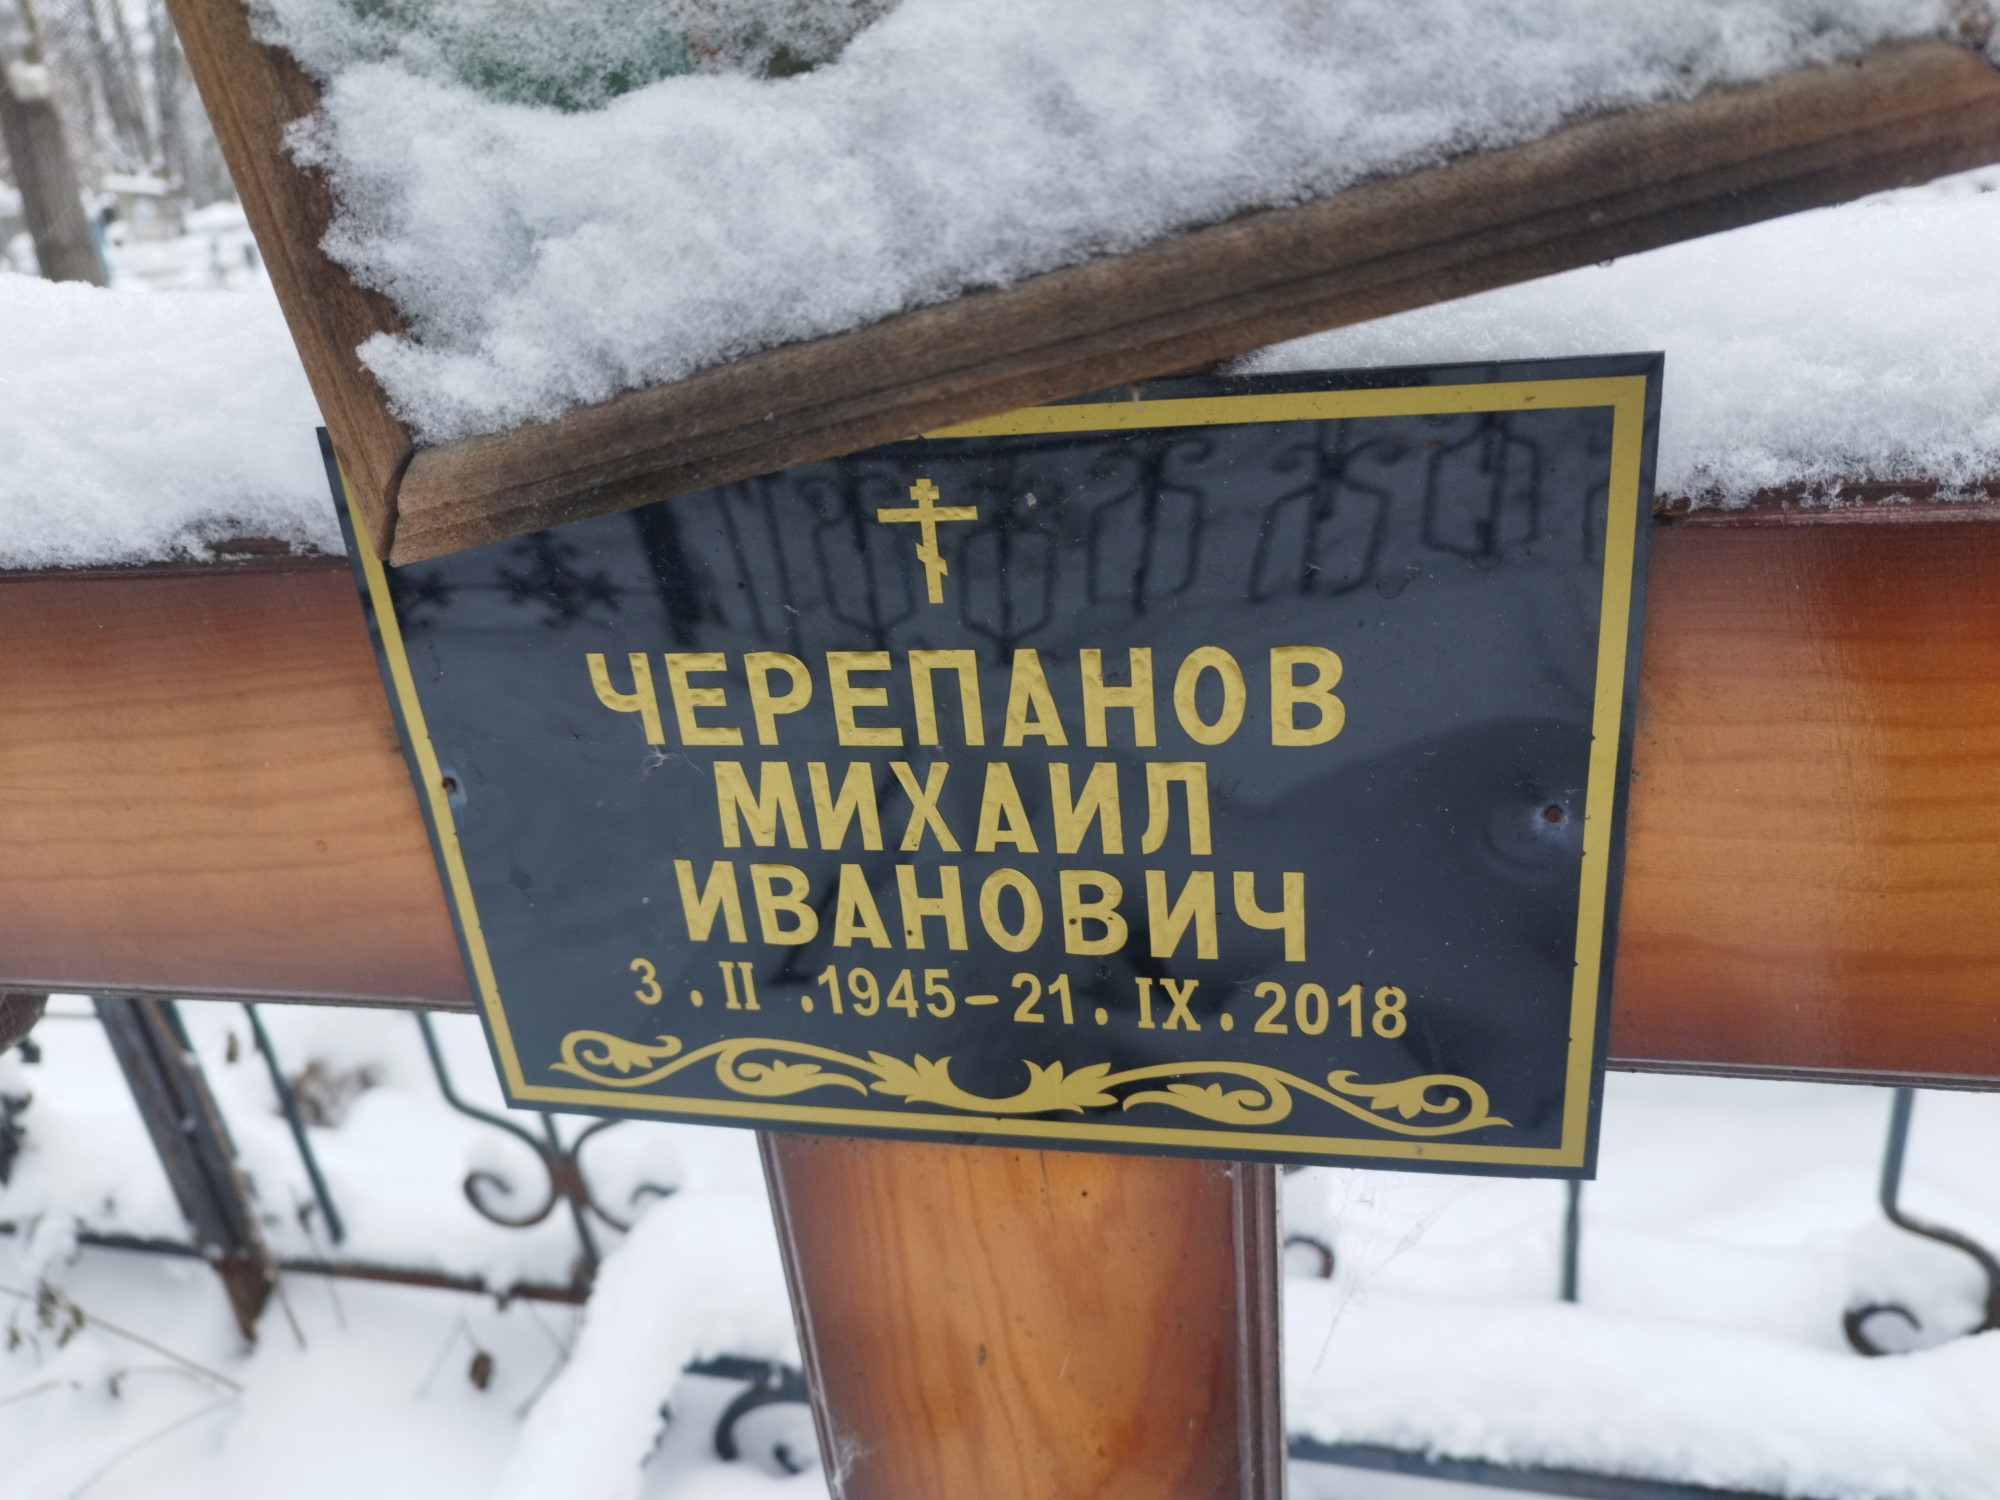 ЧЕРЕПАНОВ
МИХАИЛ
ИВАНОВИЧ
3.II.1945-21.IX.2018